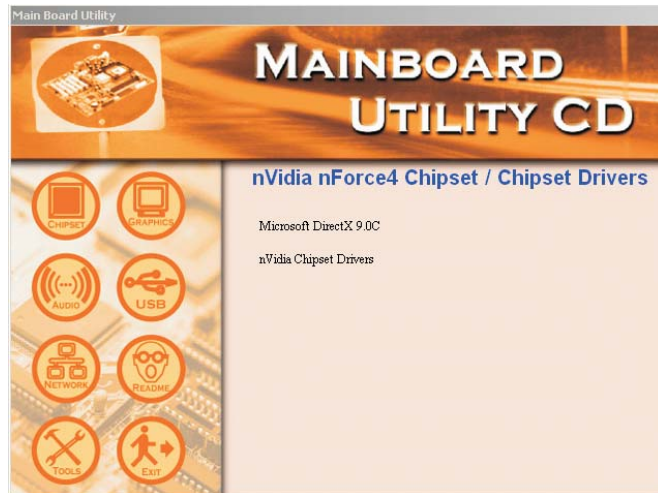 Main Board Utility
MAINBOARD
UTILITY CD
nVidia nForce4 Chipset / Chipset Drivers
Microsoft DirectX 9.0C
nVidia Chipset Drivers
CHIPSET
GRAPHICS
AUDIO
USB
NETWORK
README
TOOLS
EXIT